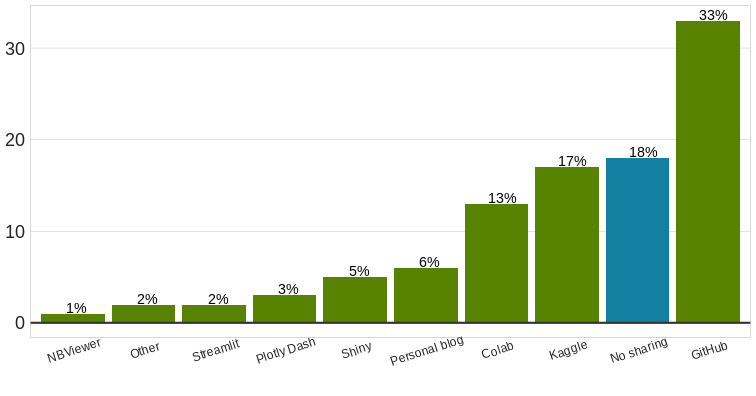 33%
30
20
18%
17%
13%
10
6%
5%
3%
2%
2%
1%
0
NBViewer
Other
Streamlit
Plotly Dash
Shiny
Personal blog
Colab
Kaggle
No sharing
GitHub